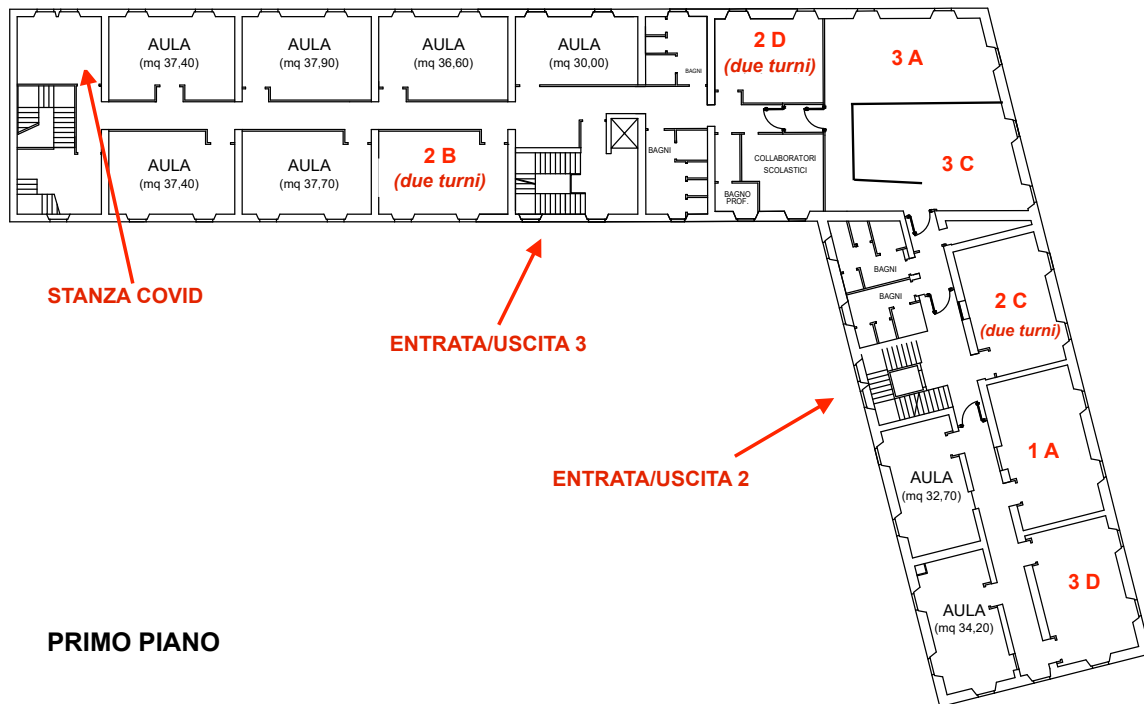 AULA
(mq 37,40)
AULA
(mq 37,90)
AULA
(mq 36,60)
AULA
(mq 30,00)
BAGNI
2 D
(due turni)
3 A
AULA
(mq 37,40)
AULA
(mq 37,70)
2 B
(due turni)
BAGNI
COLLABORATORI
SCOLASTICI
BAGNO
PROF.
3 C
STANZA COVID
ENTRATA/USCITA 3
BAGNI
BAGNI
2 C
(due turni)
ENTRATA/USCITA 2
1 A
AULA
(mq 32,70)
3 D
AULA
(mq 34,20)
PRIMO PIANO